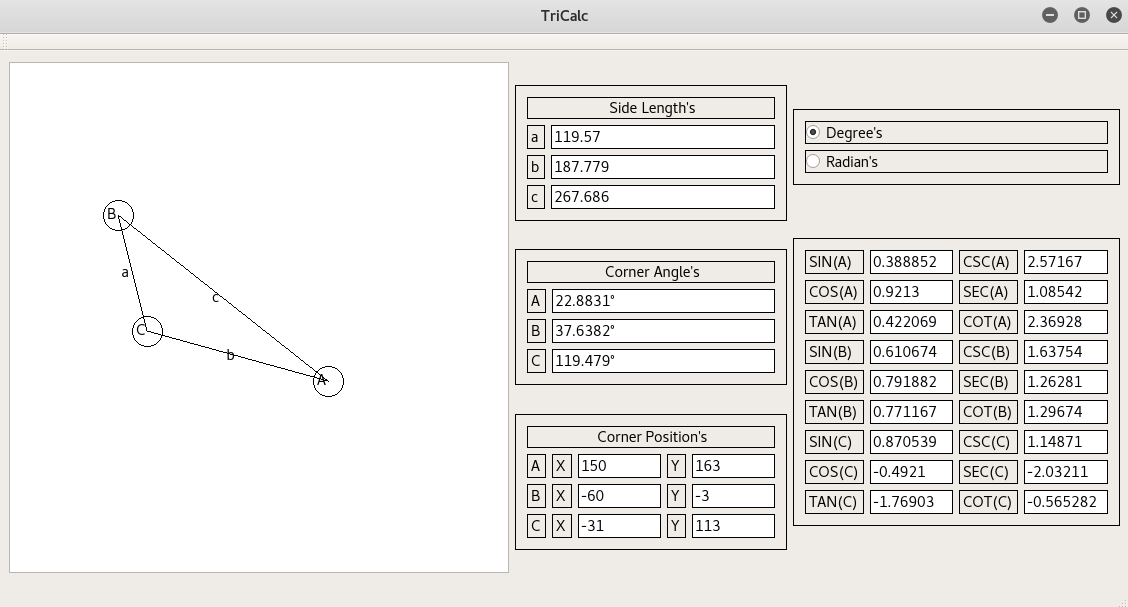 TriCalc
B
a
c
C
b
A
Side Length's
a 119.57
b 187.779
c 267.686
Corner Angle's
A 22.8831°
B 37.6382°
C 119.479°
Corner Position's
A X 150 Y 163
B X -60 Y -3
C X -31 Y 113
Degree's
Radian's
SIN(A) 0.388852 CSC(A) 2.57167
COS(A) 0.9213 SEC(A) 1.08542
TAN(A) 0.422069 COT(A) 2.36928
SIN(B) 0.610674 CSC(B) 1.63754
COS(B) 0.791882 SEC(B) 1.26281
TAN(B) 0.771167 COT(B) 1.29674
SIN(C) 0.870539 CSC(C) 1.14871
COS(C) -0.4921 SEC(C) -2.03211
TAN(C) -1.76903 COT(C) -0.565282